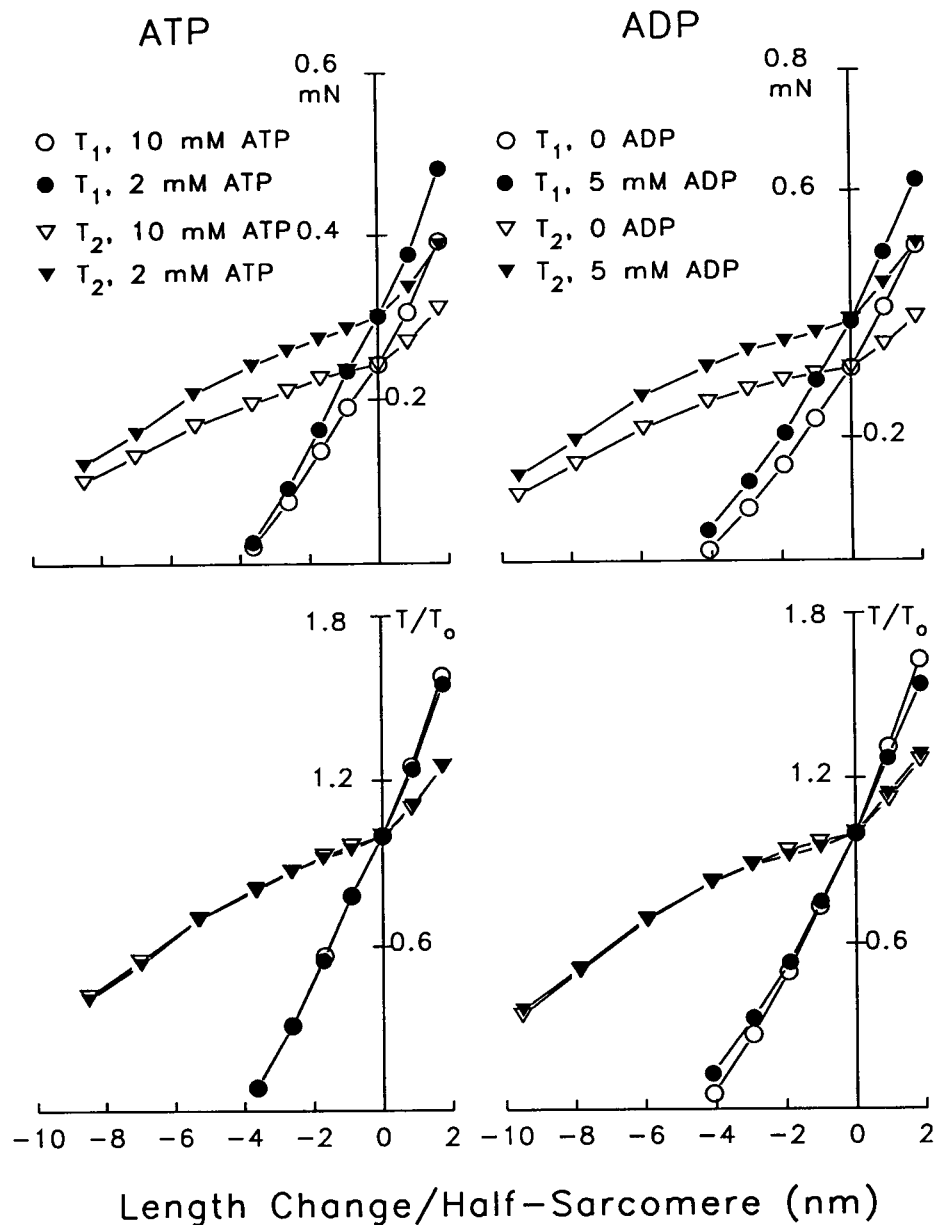 ATP
ADP
0.6
mN
0.8
mN
T1, 10 mM ATP
T1, 2 mM ATP
T2, 10 mM ATP
T2, 2 mM ATP
0.4
0.2
T1, 0 ADP
T1, 5 mM ADP
T2, 0 ADP
T2, 5 mM ADP
0.6
0.2
1.8
T/To
1.2
0.6
1.8
T/To
1.2
0.6
-10 -8 -6 -4 -2 0 2
-10 -8 -6 -4 -2 0 2
Length Change/Half-Sarcomere (nm)